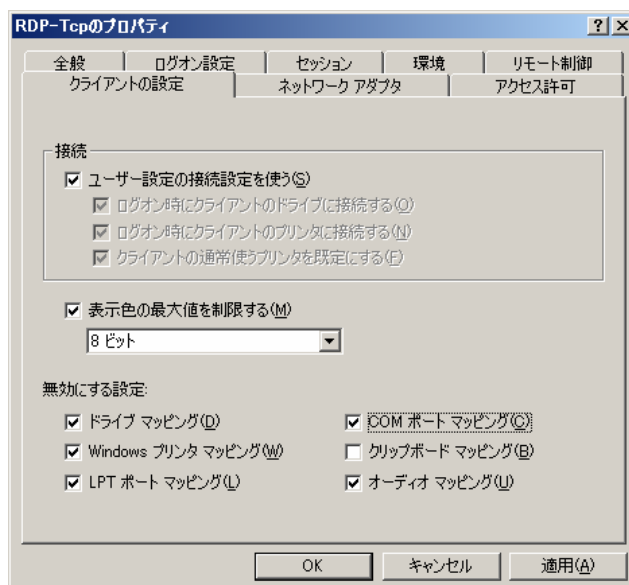 RDP-Tcpのプロパティ
全般 ログオン設定 セッション 環境 リモート制御
クライアントの設定 ネットワーク アダプタ アクセス許可
接続
ユーザー設定の接続設定を使う(S)
ログオン時にクライアントのドライブに接続する(O)
ログオン時にクライアントのプリンタに接続する(N)
クライアントの通常使うプリンタを既定にする(F)
表示色の最大値を制限する(M)
8 ビット
無効にする設定:
ドライブ マッピング(D) COM ポート マッピング(C)
Windows プリンタ マッピング(W) クリップボード マッピング(B)
LPT ポート マッピング(L) オーディオ マッピング(U)
OK キャンセル 適用(A)